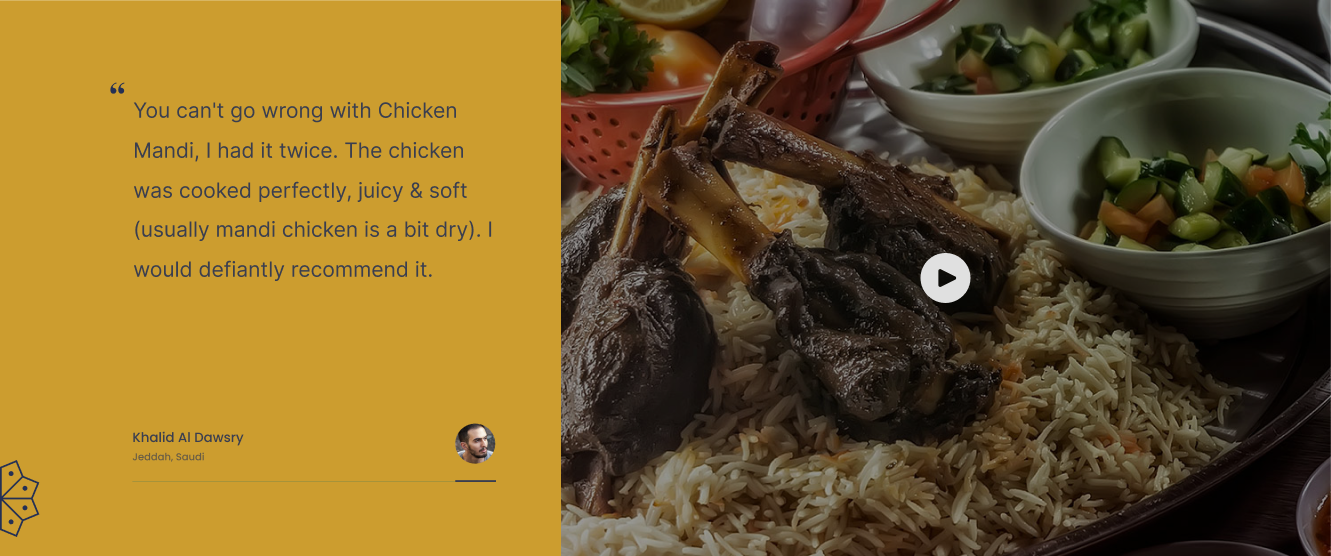 “
You can't go wrong with Chicken
Mandi, I had it twice. The chicken
was cooked perfectly, juicy & soft
(usually mandi chicken is a bit dry). I
would defiantly recommend it.
Khalid Al Dawsry
Jeddah, Saudi